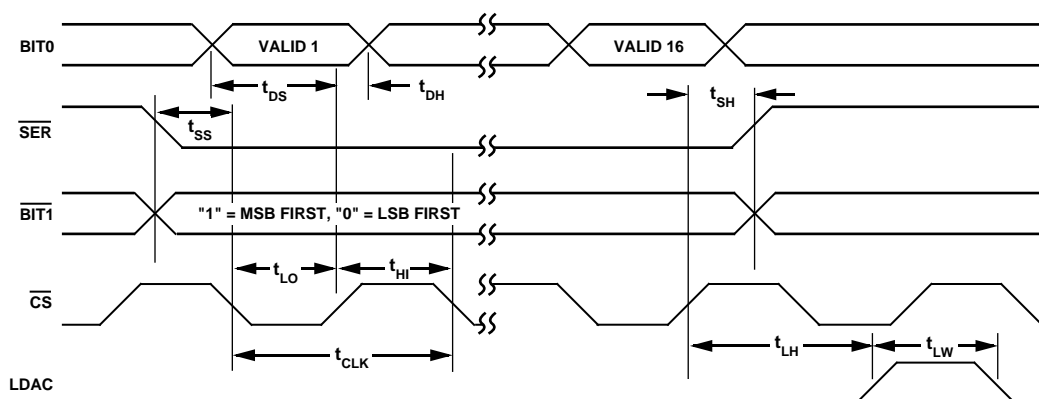 BIT0
VALID 1
VALID 16
tDS
tDH
tSH
SER
tSS
BIT1
"1" = MSB FIRST, "0" = LSB FIRST
tLO
tHI
CS
tCLK
tLH
tLW
LDAC